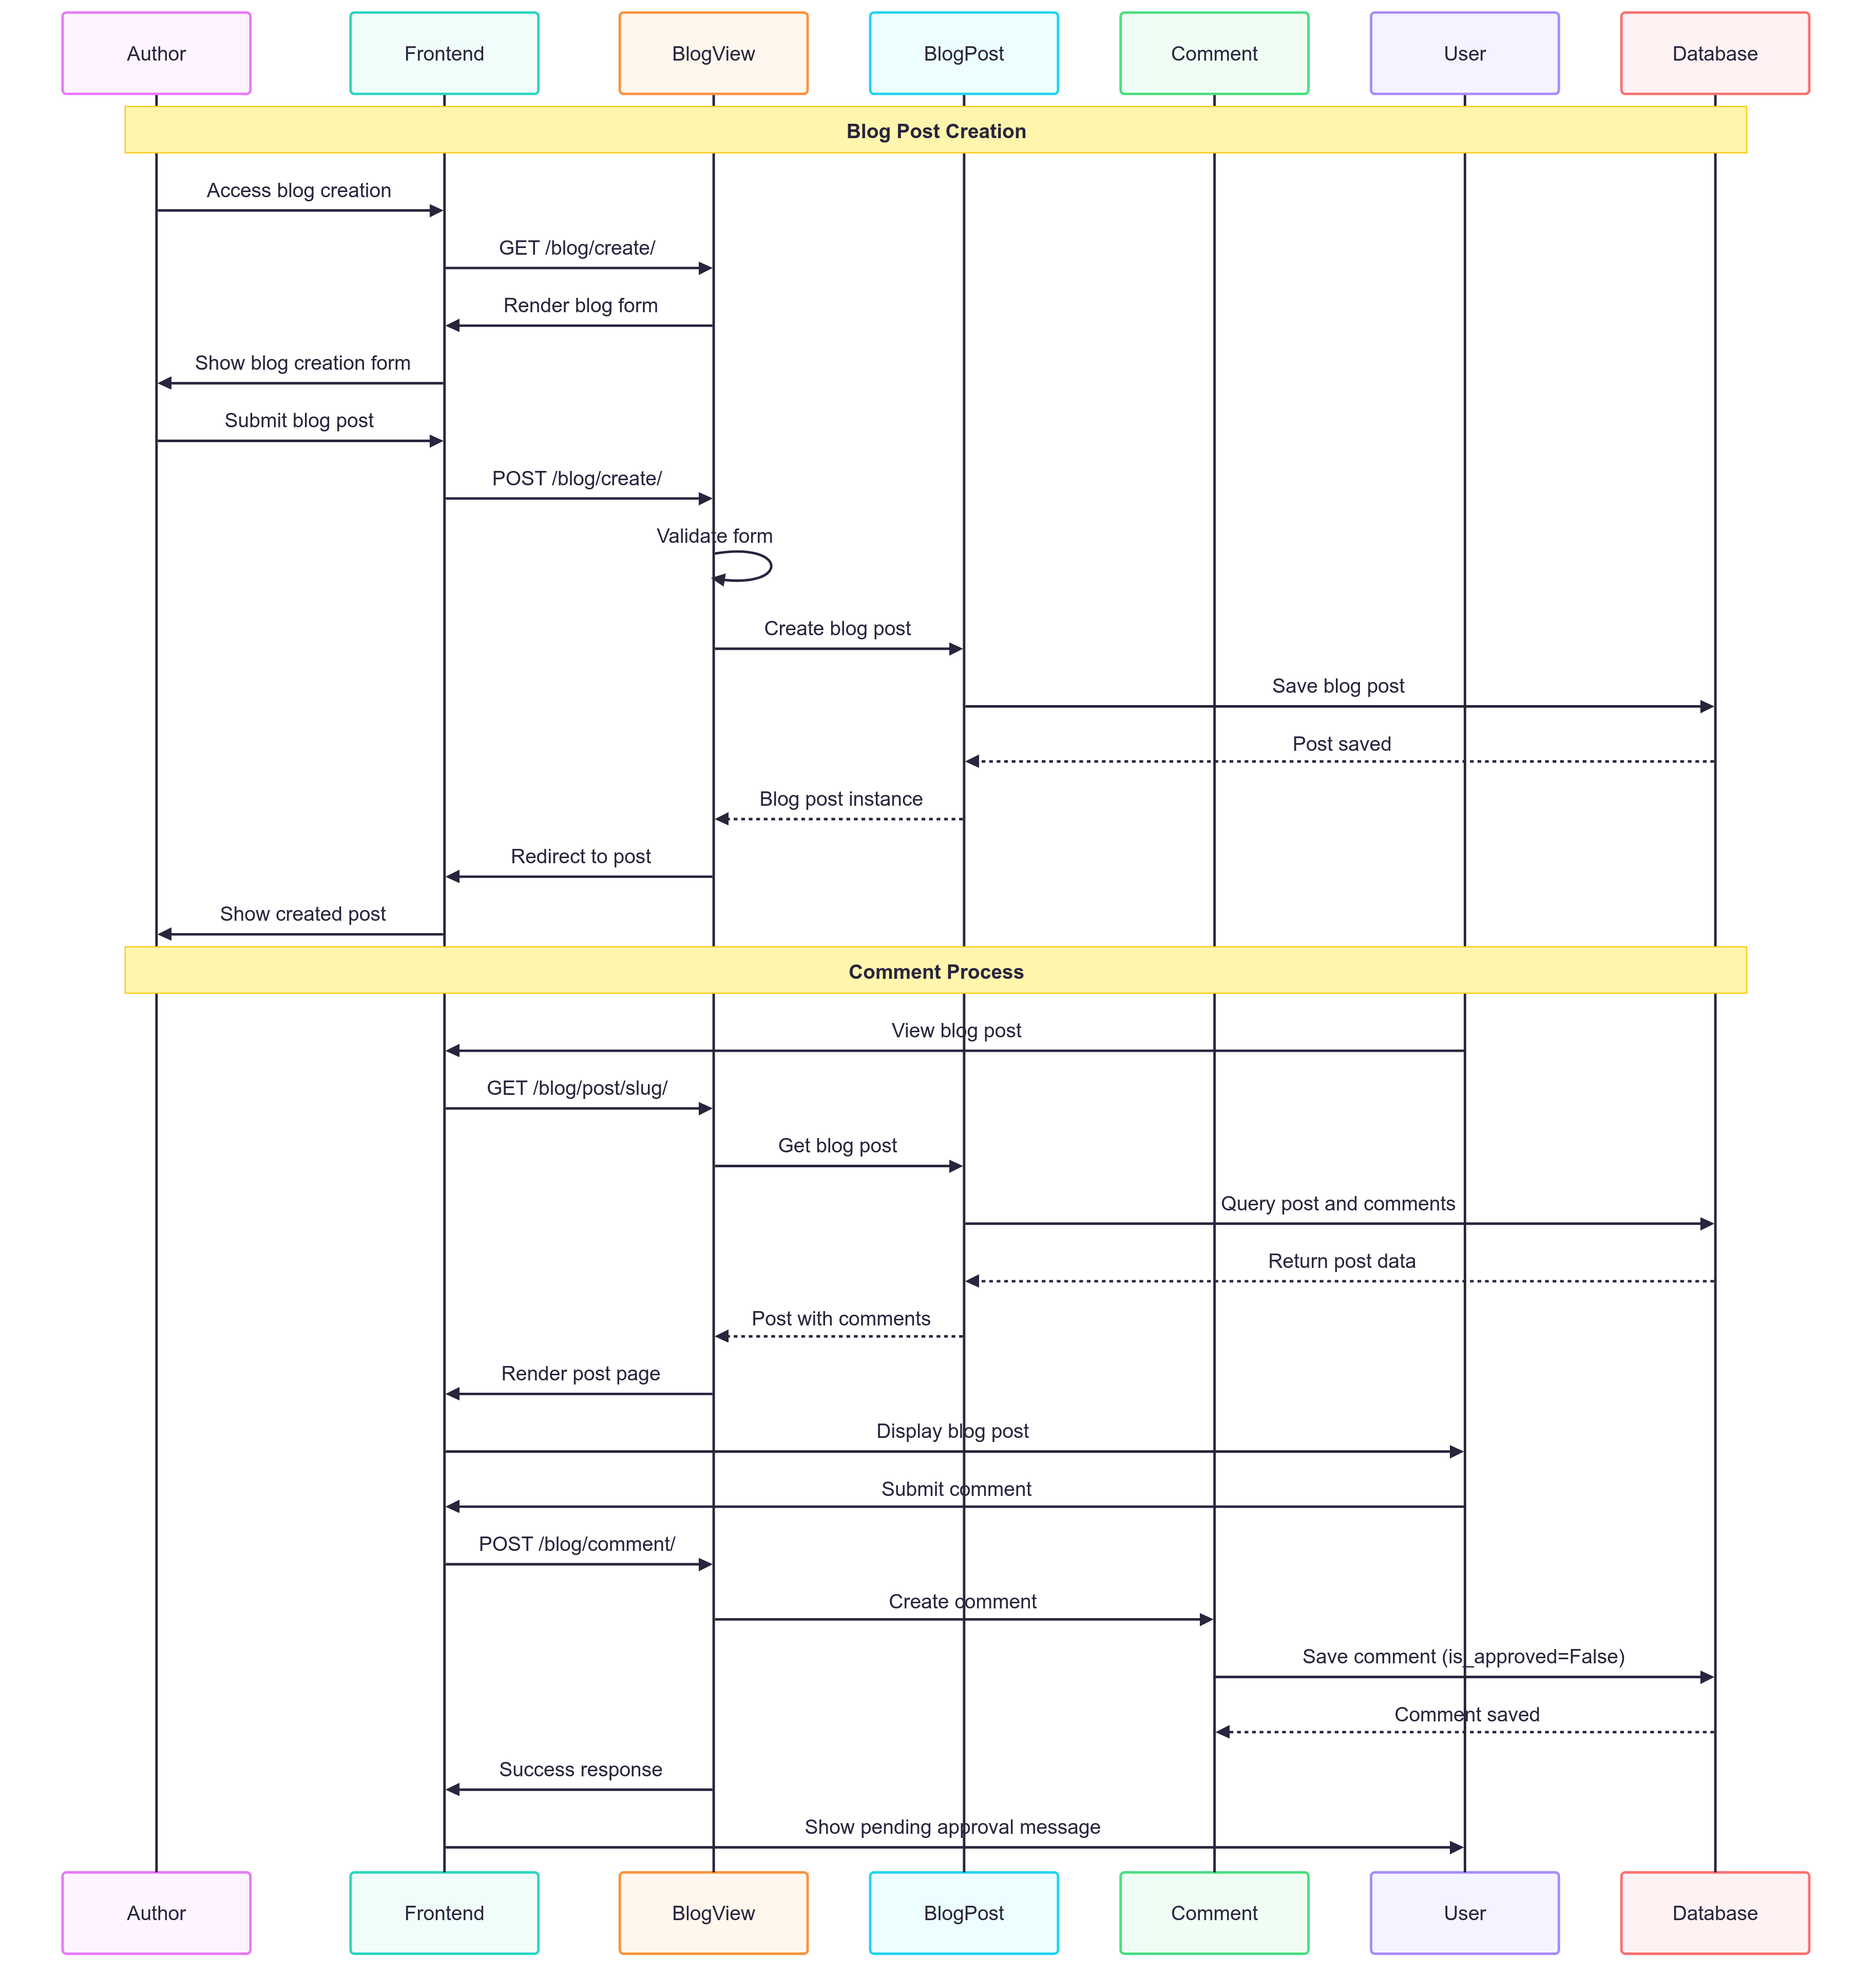 Author
Frontend
BlogView
BlogPost
Comment
User
Database
Blog Post Creation
Access blog creation
GET /blog/create/
Render blog form
Show blog creation form
Submit blog post
POST /blog/create/
Validate form
Create blog post
Save blog post
Post saved
Blog post instance
Redirect to post
Show created post
Comment Process
View blog post
GET /blog/post/slug/
Get blog post
Query post and comments
Return post data
Post with comments
Render post page
Display blog post
Submit comment
POST /blog/comment/
Create comment
Save comment (is_approved=False)
Comment saved
Success response
Show pending approval message
Author
Frontend
BlogView
BlogPost
Comment
User
Database